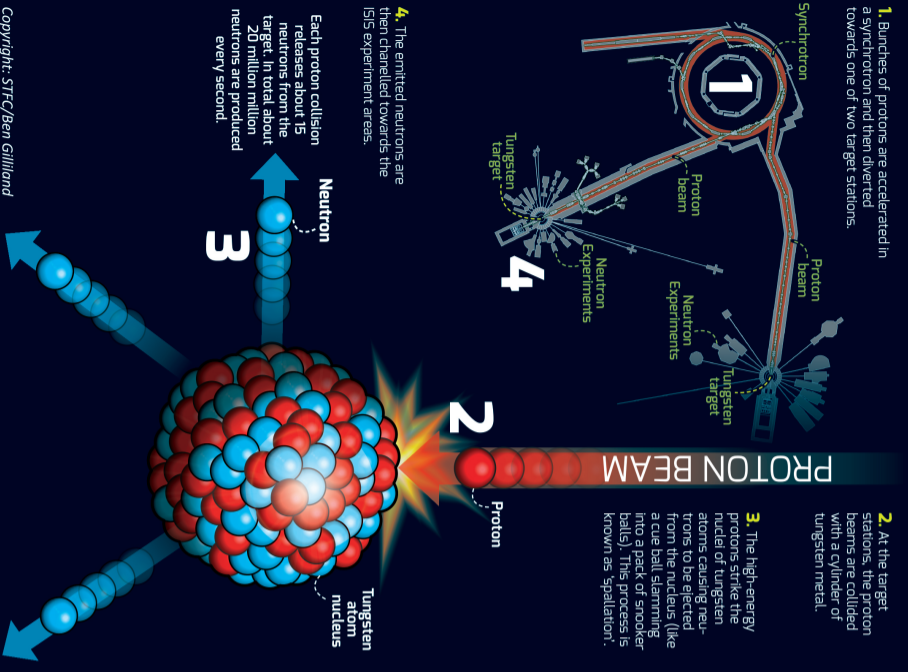 1. Bunches of protons are accelerated in
a synchrotron and then diverted
towards one of two target stations.
Synchrotron
1
Proton
beam
Proton
beam
Tungsten
target
Neutron
Experiments
4
Neutron
Experiments
Tungsten
target
2. At the target
stations, the proton
beams are collided
with a cylinder of
tungsten metal.
PROTON BEAM
2
Proton
3. The high-energy
protons strike the
nuclei of tungsten
atoms causing neu-
trons to be ejected
from the nucleus (like
a cue ball slamming
into a pack of snooker
balls). This process is
known as 'spallation'.
Tungsten
atom
nucleus
4. The emitted neutrons are
then chanelled towards the
ISIS experiment areas.
Neutron
3
Each proton collision
releases about 15
neutrons from the
target. In total, about
20 million million
neutrons are produced
every second.
Copyright: STFC/Ben Gilliland